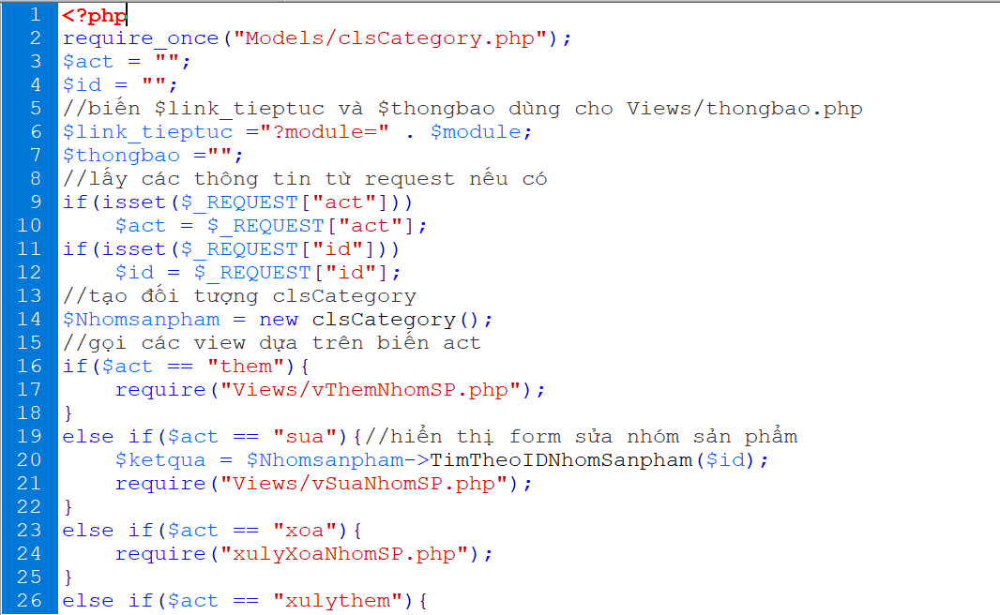 1 <?php
2 require_once("Models/clsCategory.php");
3 $act = "";
4 $id = "";
5 //biến $link_tieptuc và $thongbao dùng cho Views/thongbao.php
6 $link_tieptuc ="?module=" . $module;
7 $thongbao ="";
8 //lấy các thông tin từ request nếu có
9 if(isset($_REQUEST["act"]))
10     $act = $_REQUEST["act"];
11 if(isset($_REQUEST["id"]))
12     $id = $_REQUEST["id"];
13 //tạo đối tượng clsCategory
14 $Nhomsanpham = new clsCategory();
15 //gọi các view dựa trên biến act
16 if($act == "them"){
17     require("Views/vThemNhomSP.php");
18 }
19 else if($act == "sua"){//hiển thị form sửa nhóm sản phẩm
20     $ketqua = $Nhomsanpham->TimTheoIDNhomSanpham($id);
21     require("Views/vSuaNhomSP.php");
22 }
23 else if($act == "xoa"){
24     require("xulyXoaNhomSP.php");
25 }
26 else if($act == "xulythem"){